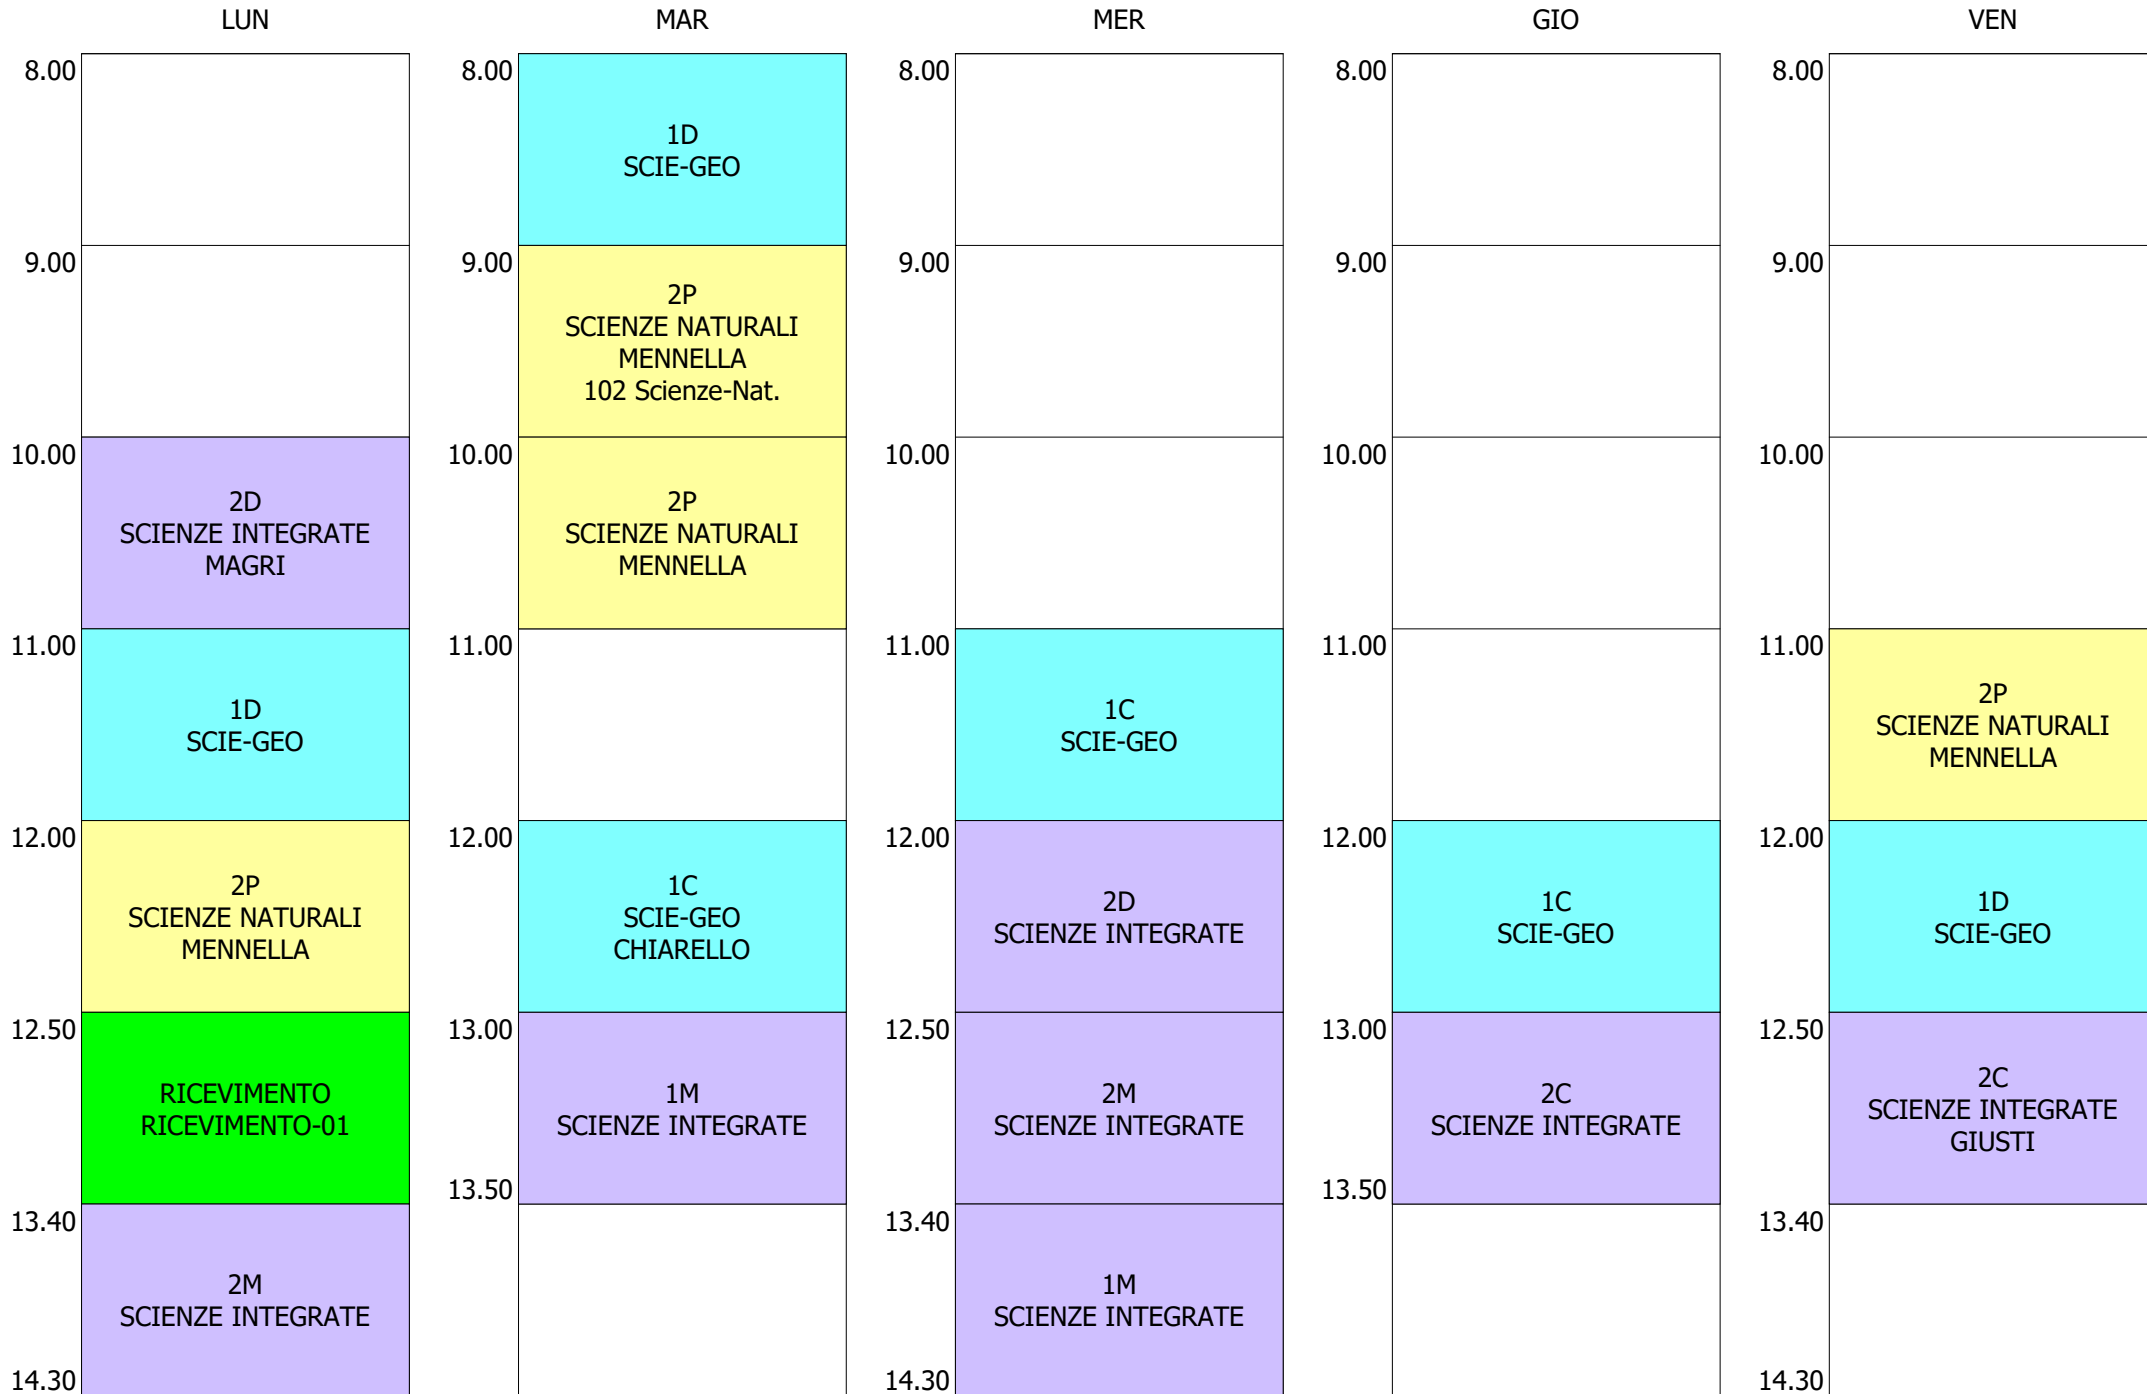 LUN
MAR
MER
GIO
VEN
8.00
8.00
8.00
8.00
8.00
1D
SCIE-GEO
9.00
9.00
9.00
9.00
9.00
2P
SCIENZE NATURALI
MENNELLA
102 Scienze-Nat.
10.00
10.00
10.00
10.00
10.00
2D
SCIENZE INTEGRATE
MAGRI
2P
SCIENZE NATURALI
MENNELLA
11.00
11.00
11.00
11.00
11.00
1D
SCIE-GEO
1C
SCIE-GEO
2P
SCIENZE NATURALI
MENNELLA
12.00
12.00
12.00
12.00
12.00
2P
SCIENZE NATURALI
MENNELLA
1C
SCIE-GEO
CHIARELLO
2D
SCIENZE INTEGRATE
1C
SCIE-GEO
1D
SCIE-GEO
12.50
13.00
12.50
13.00
12.50
RICEVIMENTO
RICEVIMENTO-01
1M
SCIENZE INTEGRATE
2M
SCIENZE INTEGRATE
2C
SCIENZE INTEGRATE
2C
SCIENZE INTEGRATE
GIUSTI
13.50
13.50
13.40
13.40
13.40
2M
SCIENZE INTEGRATE
1M
SCIENZE INTEGRATE
14.30
14.30
14.30